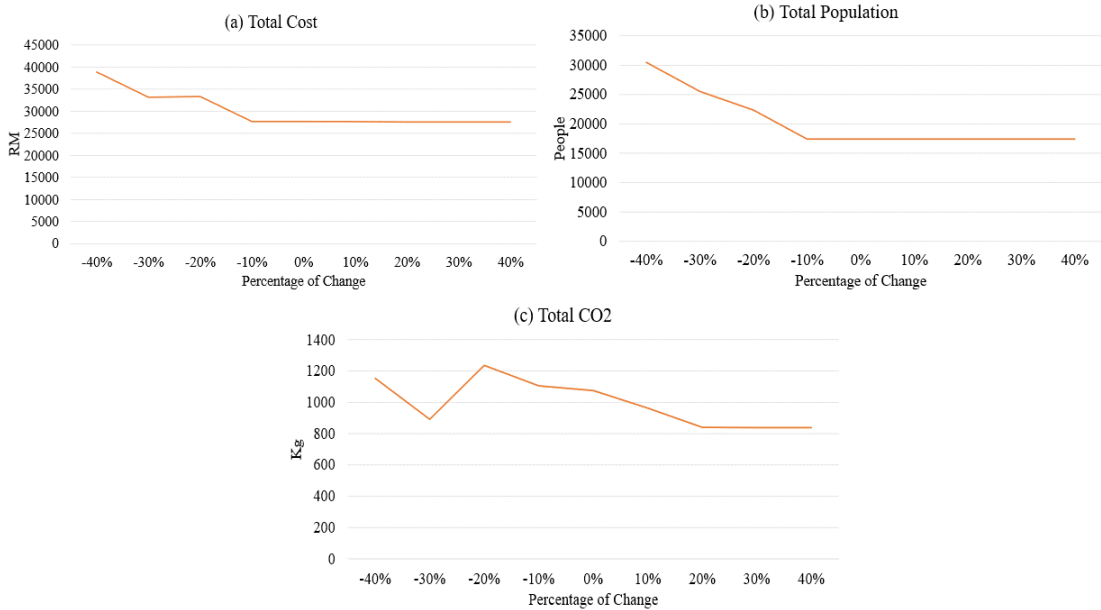 (a) Total Cost
45000
40000
35000
30000
25000
20000
15000
10000
5000
0
RM
-40% -30% -20% -10% 0% 10% 20% 30% 40%
Percentage of Change
(b) Total Population
35000
30000
25000
20000
15000
10000
5000
0
People
-40% -30% -20% -10% 0% 10% 20% 30% 40%
Percentage of Change
(c) Total CO2
1400
1200
1000
800
600
400
200
0
Kg
-40% -30% -20% -10% 0% 10% 20% 30% 40%
Percentage of Change